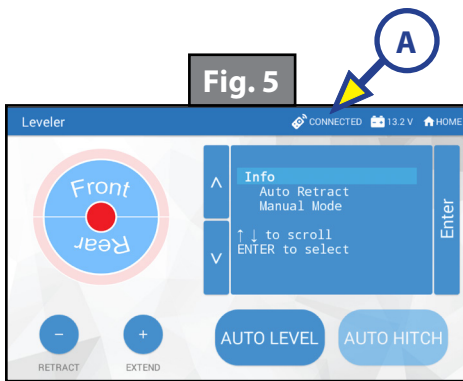 A
Fig. 5
Leveler
CONNECTED 13.2 V HOME
Front
Rear
^
v
Info
Auto Retract
Manual Mode
↑ ↓ to scroll
ENTER to select
Enter
−
+
RETRACT
EXTEND
AUTO LEVEL
AUTO HITCH